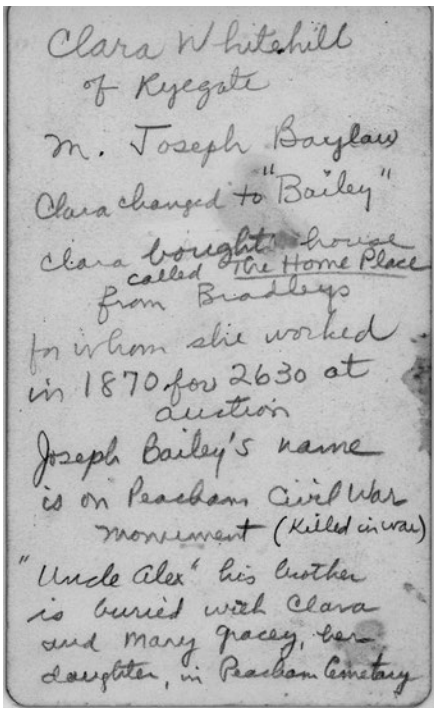 Clara Whitehill
of Ryegate
m. Joseph Baylaw
Clara changed to "Bailey"
Clara bought house
called The Home Place
from Bradleys
for whom she worked
in 1870 for 2630 at
auction
Joseph Bailey's name
is on Peacham Civil War
monument (Killed in war)
"Uncle Alex" his brother
is buried with Clara
and Mary Gracey, her
daughter, in Peacham Cemetary